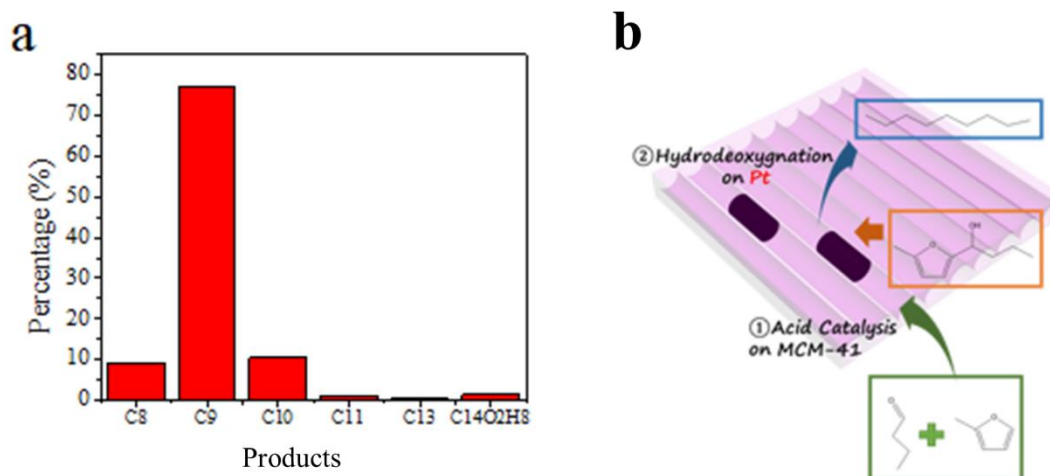 a
Percentage (%)
80
70
60
50
40
30
20
10
0
C8 C9 C10 C11 C13 C14O2H8
Products
b
②Hydrodeoxygnation
on Pt
①Acid Catalysis
on MCM-41
OH
O
O
O